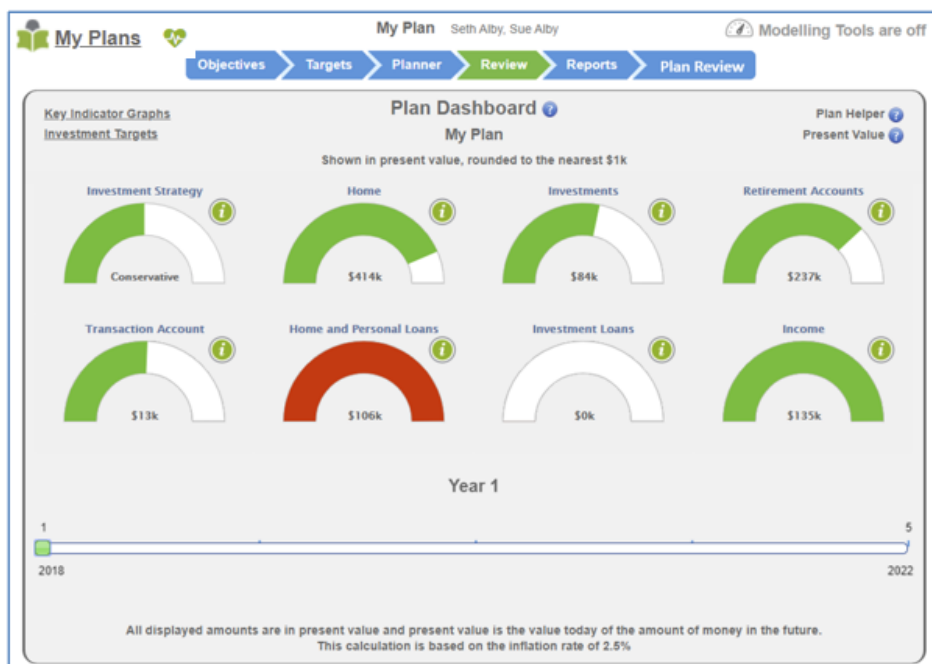 My Plans
My Plan Seth Alby, Sue Alby
Modelling Tools are off
Objectives Targets Planner Review Reports Plan Review
Key Indicator Graphs
Investment Targets
Plan Dashboard ?
My Plan
Shown in present value, rounded to the nearest $1k
Plan Helper ?
Present Value ?
Investment Strategy Home Investments Retirement Accounts
i i i i
Conservative $414k $84k $237k
Transaction Account Home and Personal Loans Investment Loans Income
i i i i
$13k $106k $0k $135k
Year 1
1 5
2018 2022
All displayed amounts are in present value and present value is the value today of the amount of money in the future.
This calculation is based on the inflation rate of 2.5%